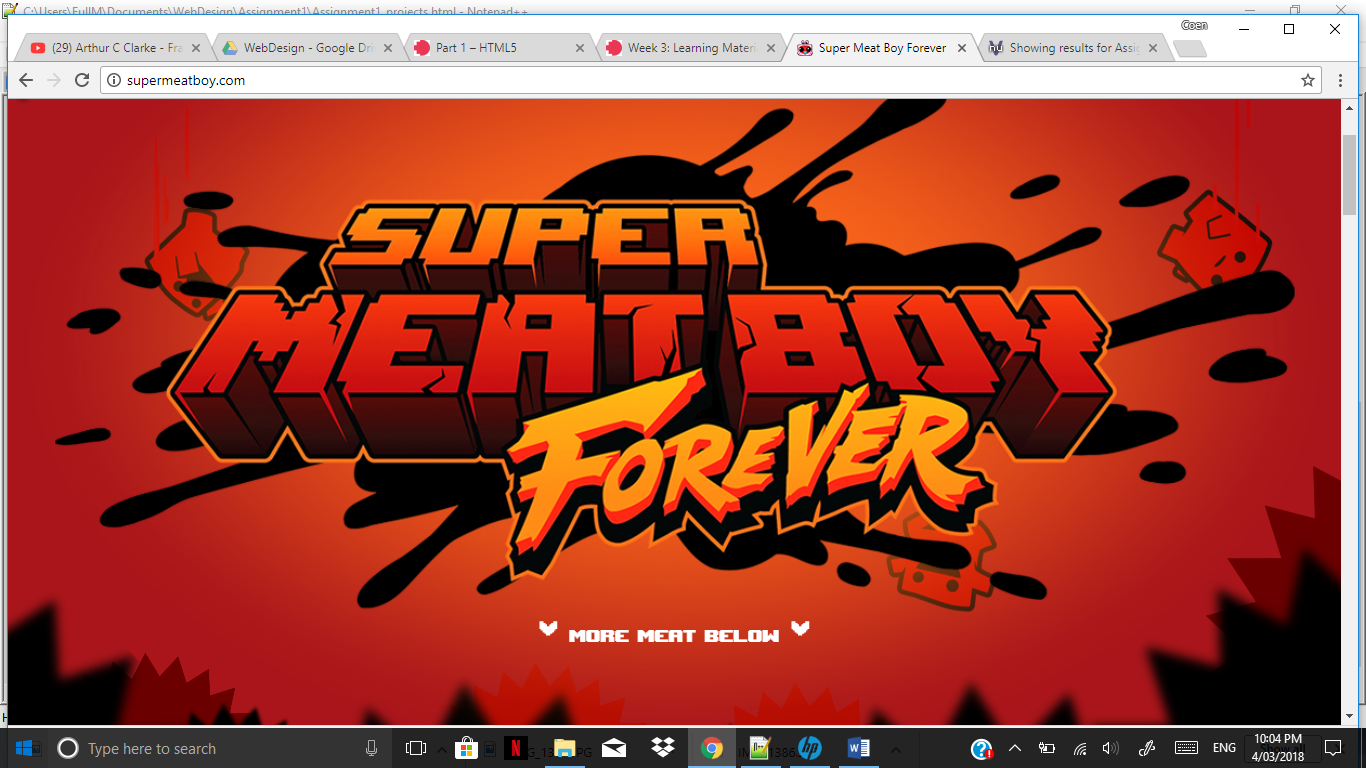 C:\Users\FullM\Documents\WebDesign\Assignment1\Assignment1_projects.html - Notepad++
Coen
(29) Arthur C Clarke - Fra
WebDesign - Google Dri
Part 1 – HTML5
Week 3: Learning Materi
Super Meat Boy Forever
Showing results for Assi
supermeatboy.com
SUPER
MEAT BOY
FOREVER
MORE MEAT BELOW
Type here to search
ENG
10:04 PM
4/03/2018